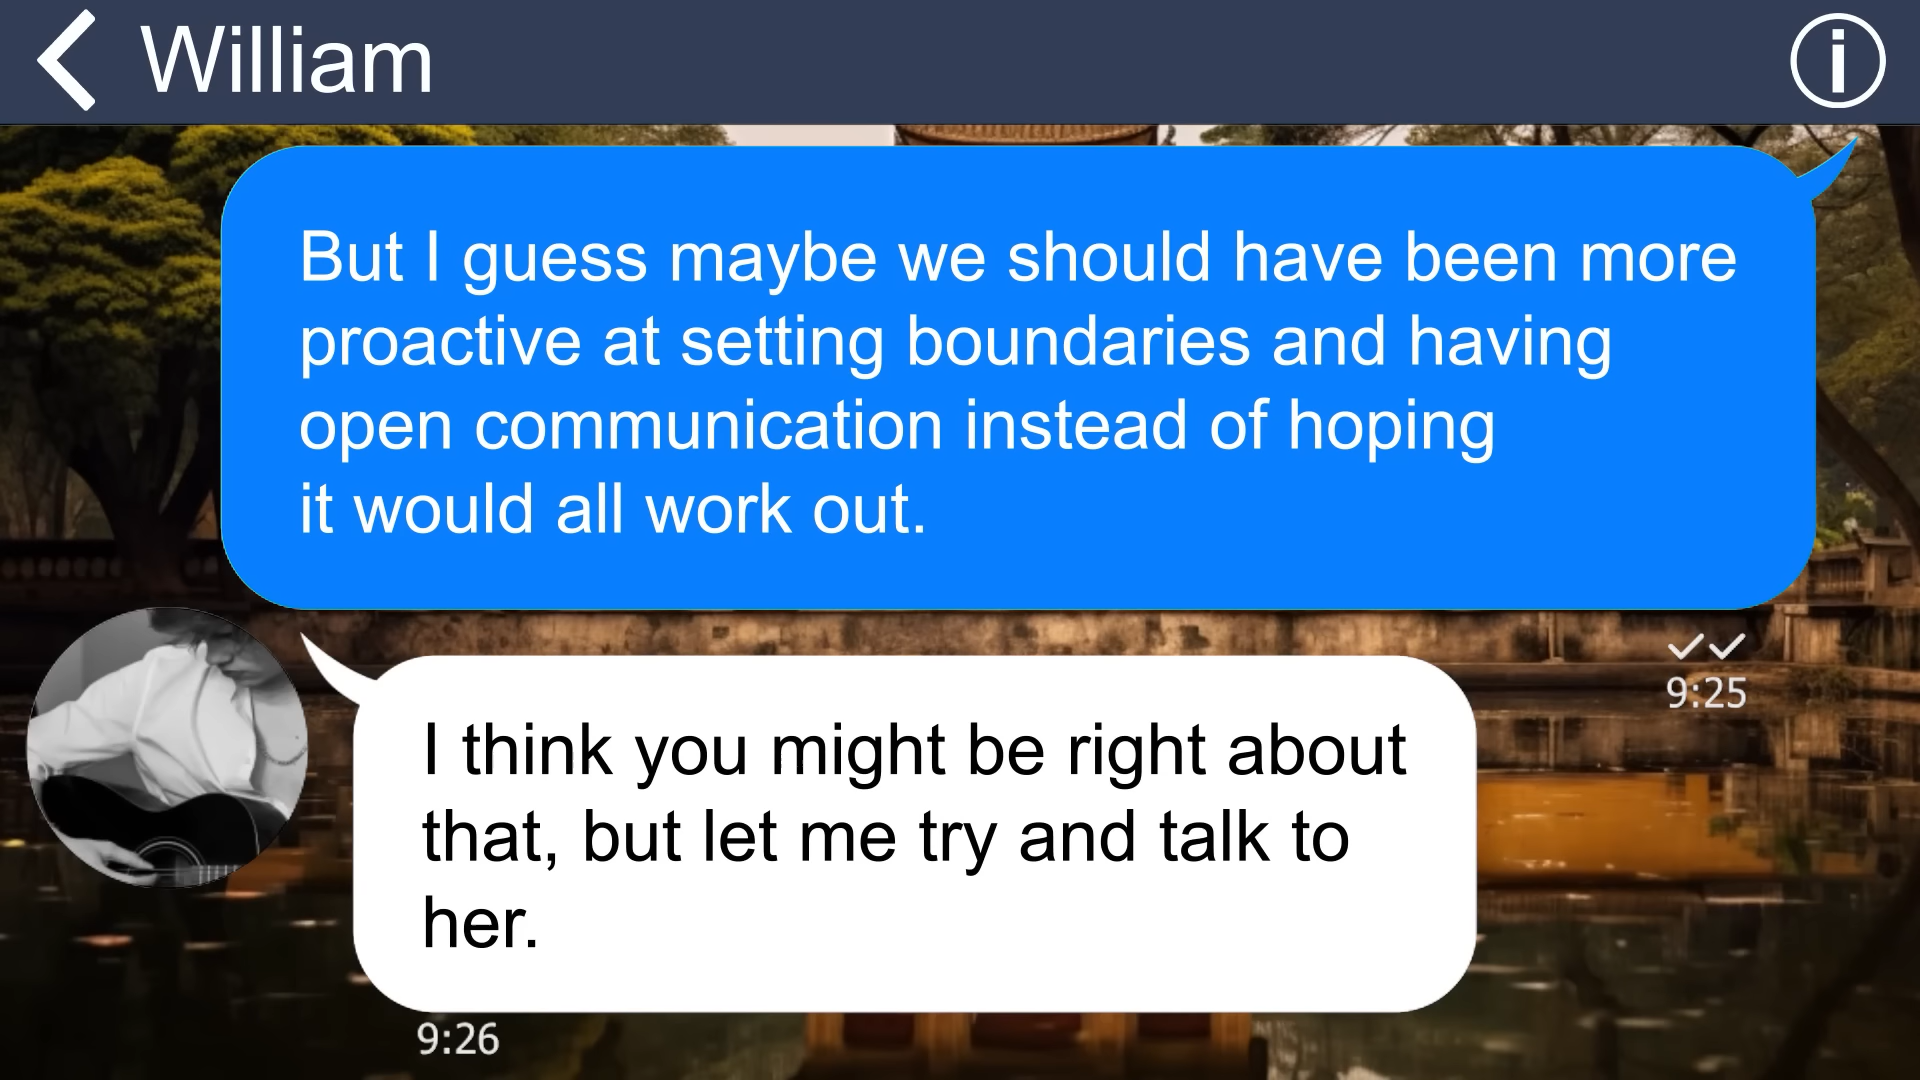 William
But I guess maybe we should have been more
proactive at setting boundaries and having
open communication instead of hoping
it would all work out.
9:25
I think you might be right about
that, but let me try and talk to
her.
9:26